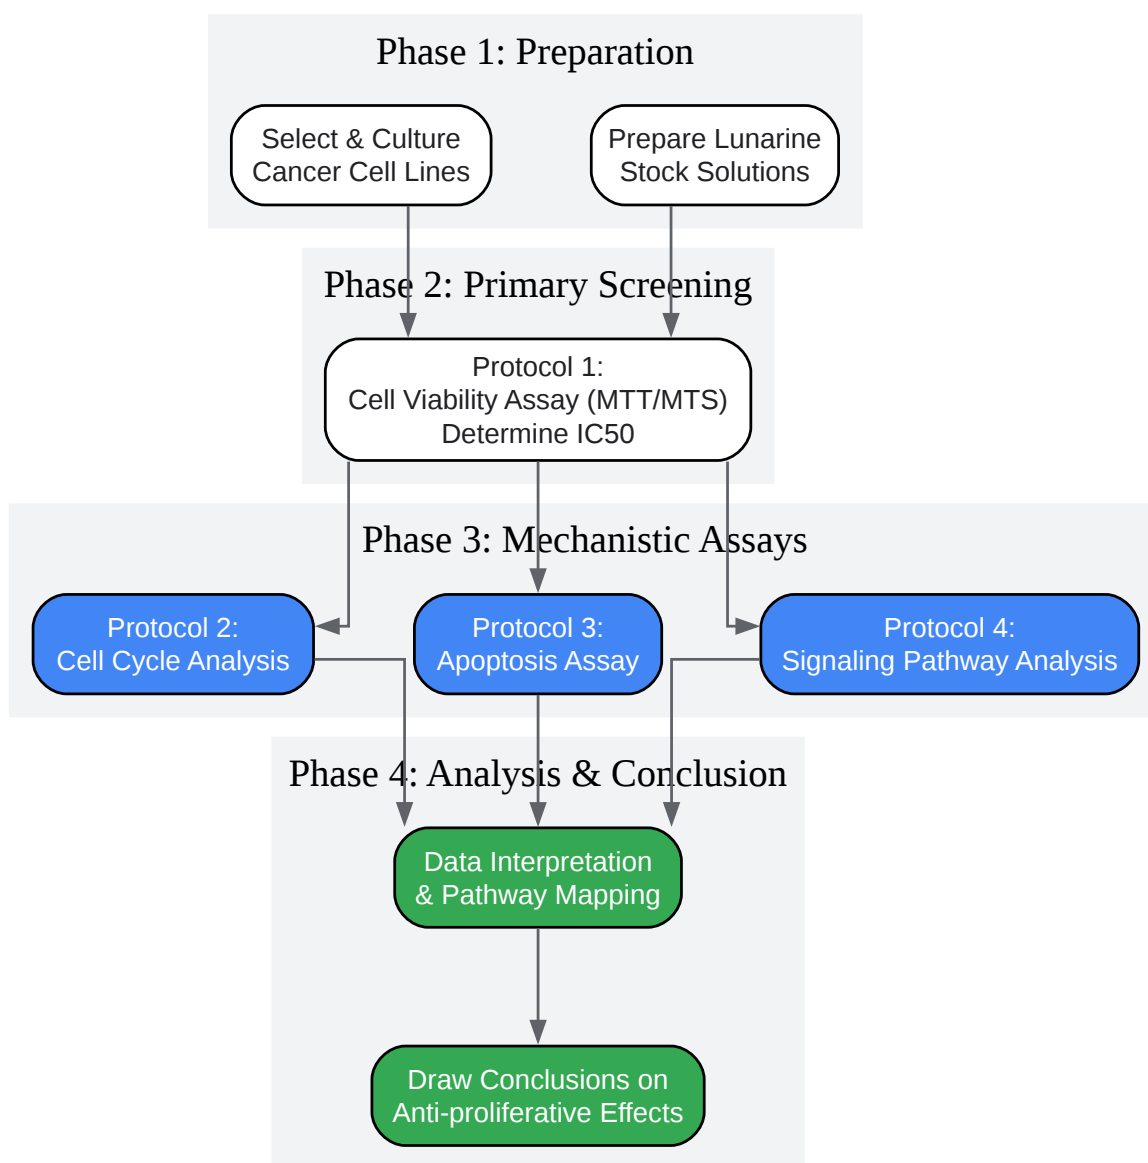 Phase 1: Preparation
Select & Culture
Cancer Cell Lines
Prepare Lunarine
Stock Solutions
Phase 2: Primary Screening
Protocol 1:
Cell Viability Assay (MTT/MTS)
Determine IC50
Phase 3: Mechanistic Assays
Protocol 2:
Cell Cycle Analysis
Protocol 3:
Apoptosis Assay
Protocol 4:
Signaling Pathway Analysis
Phase 4: Analysis & Conclusion
Data Interpretation
& Pathway Mapping
Draw Conclusions on
Anti-proliferative Effects